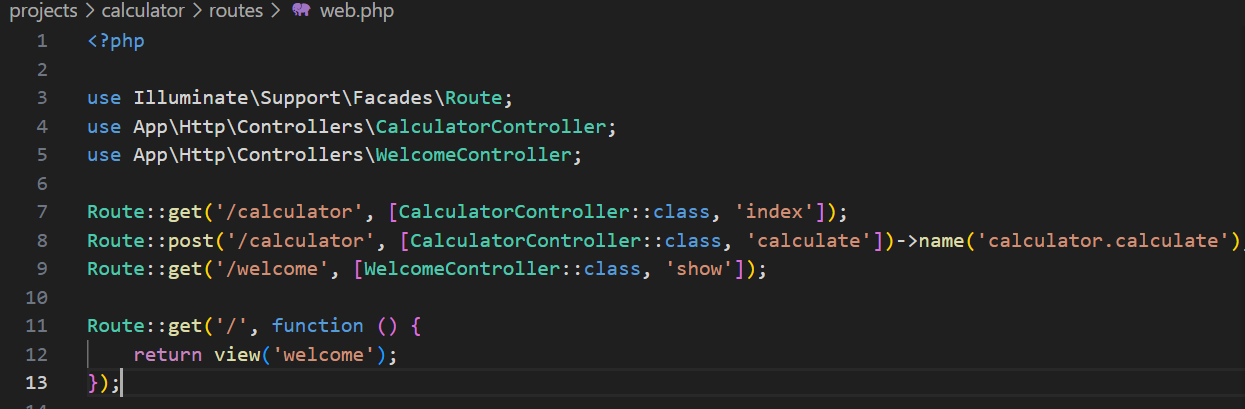 projects > calculator > routes > web.php
1 <?php
2
3 use Illuminate\Support\Facades\Route;
4 use App\Http\Controllers\CalculatorController;
5 use App\Http\Controllers\WelcomeController;
6
7 Route::get('/calculator', [CalculatorController::class, 'index']);
8 Route::post('/calculator', [CalculatorController::class, 'calculate'])->name('calculator.calculate')
9 Route::get('/welcome', [WelcomeController::class, 'show']);
10
11 Route::get('/', function () {
12     return view('welcome');
13 });
14